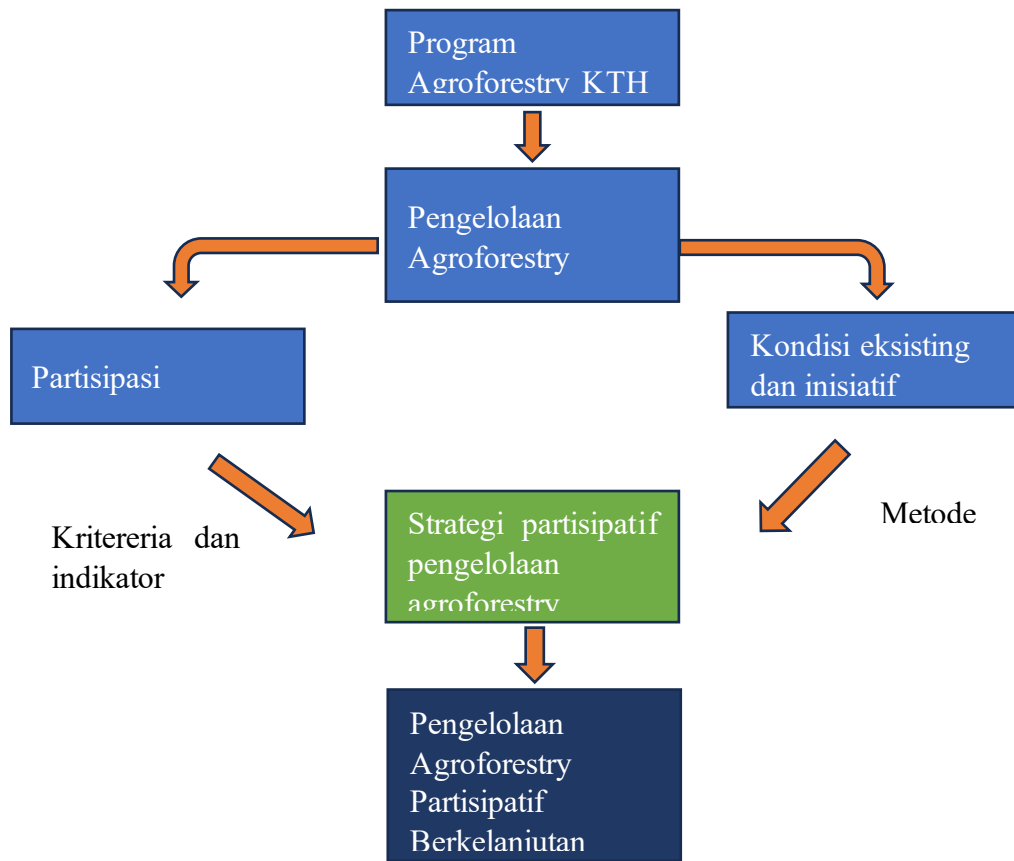 Program
Agroforestry KTH
Pengelolaan
Agroforestry
Partisipasi
Kondisi eksisting
dan inisiatif
Kritereria dan
indikator
Strategi partisipatif
pengelolaan
agroforestry
Metode
Pengelolaan
Agroforestry
Partisipatif
Berkelanjutan